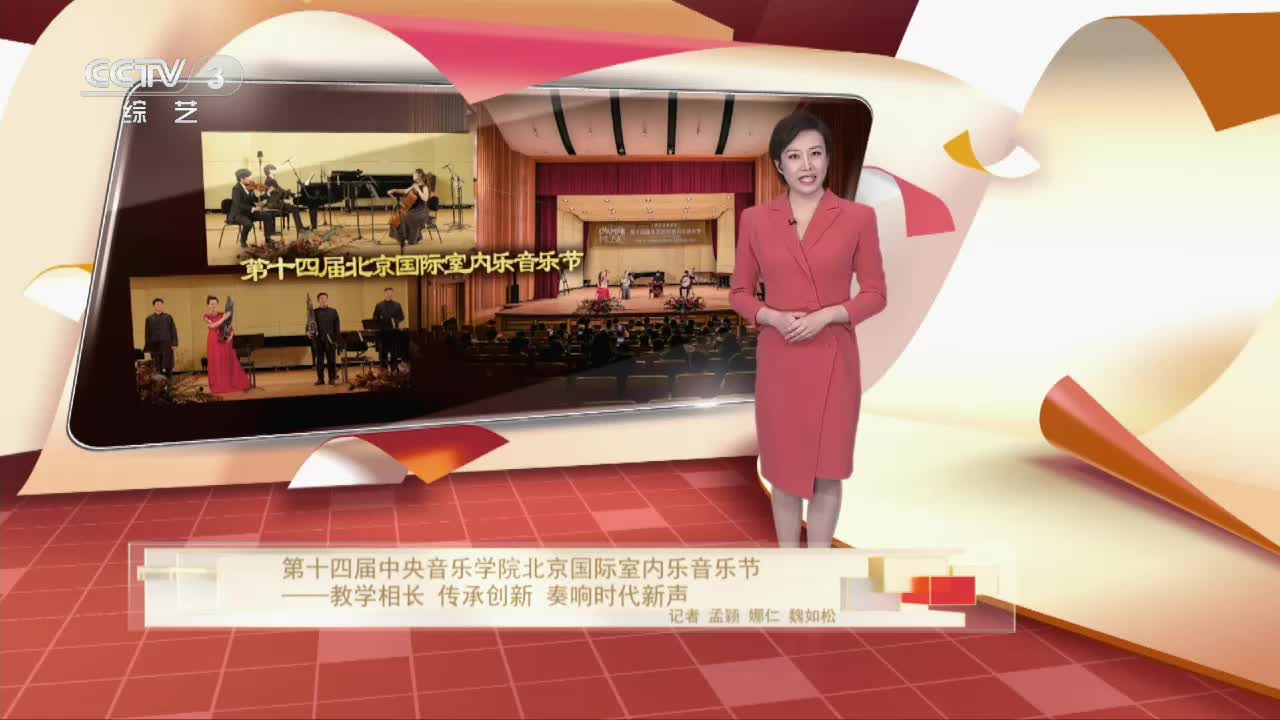 CCTV 3
综艺
第十四届北京国际室内乐音乐节
第十四届中央音乐学院北京国际室内乐音乐节
——教学相长 传承创新 奏响时代新声
记者 孟颖 娜仁 魏如松